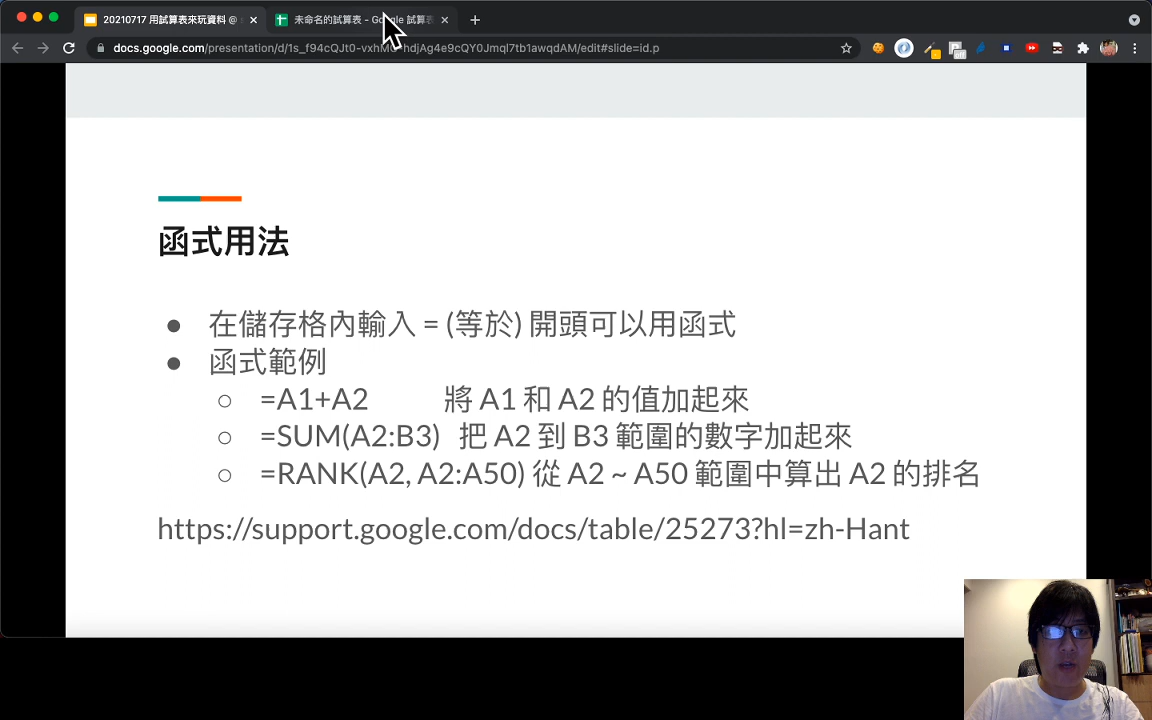 20210717 用試算表來玩資料 @
未命名的試算表 - Google 試算表
docs.google.com/presentation/d/1s_f94cQJt0-vxhM hdjAg4e9cQY0Jmql7tb1awqdAM/edit#slide=id.p
函式用法
在儲存格內輸入 = (等於) 開頭可以用函式
函式範例
=A1+A2 將 A1 和 A2 的值加起來
=SUM(A2:B3) 把 A2 到 B3 範圍的數字加起來
=RANK(A2, A2:A50) 從 A2 ~ A50 範圍中算出 A2 的排名
https://support.google.com/docs/table/25273?hl=zh-Hant